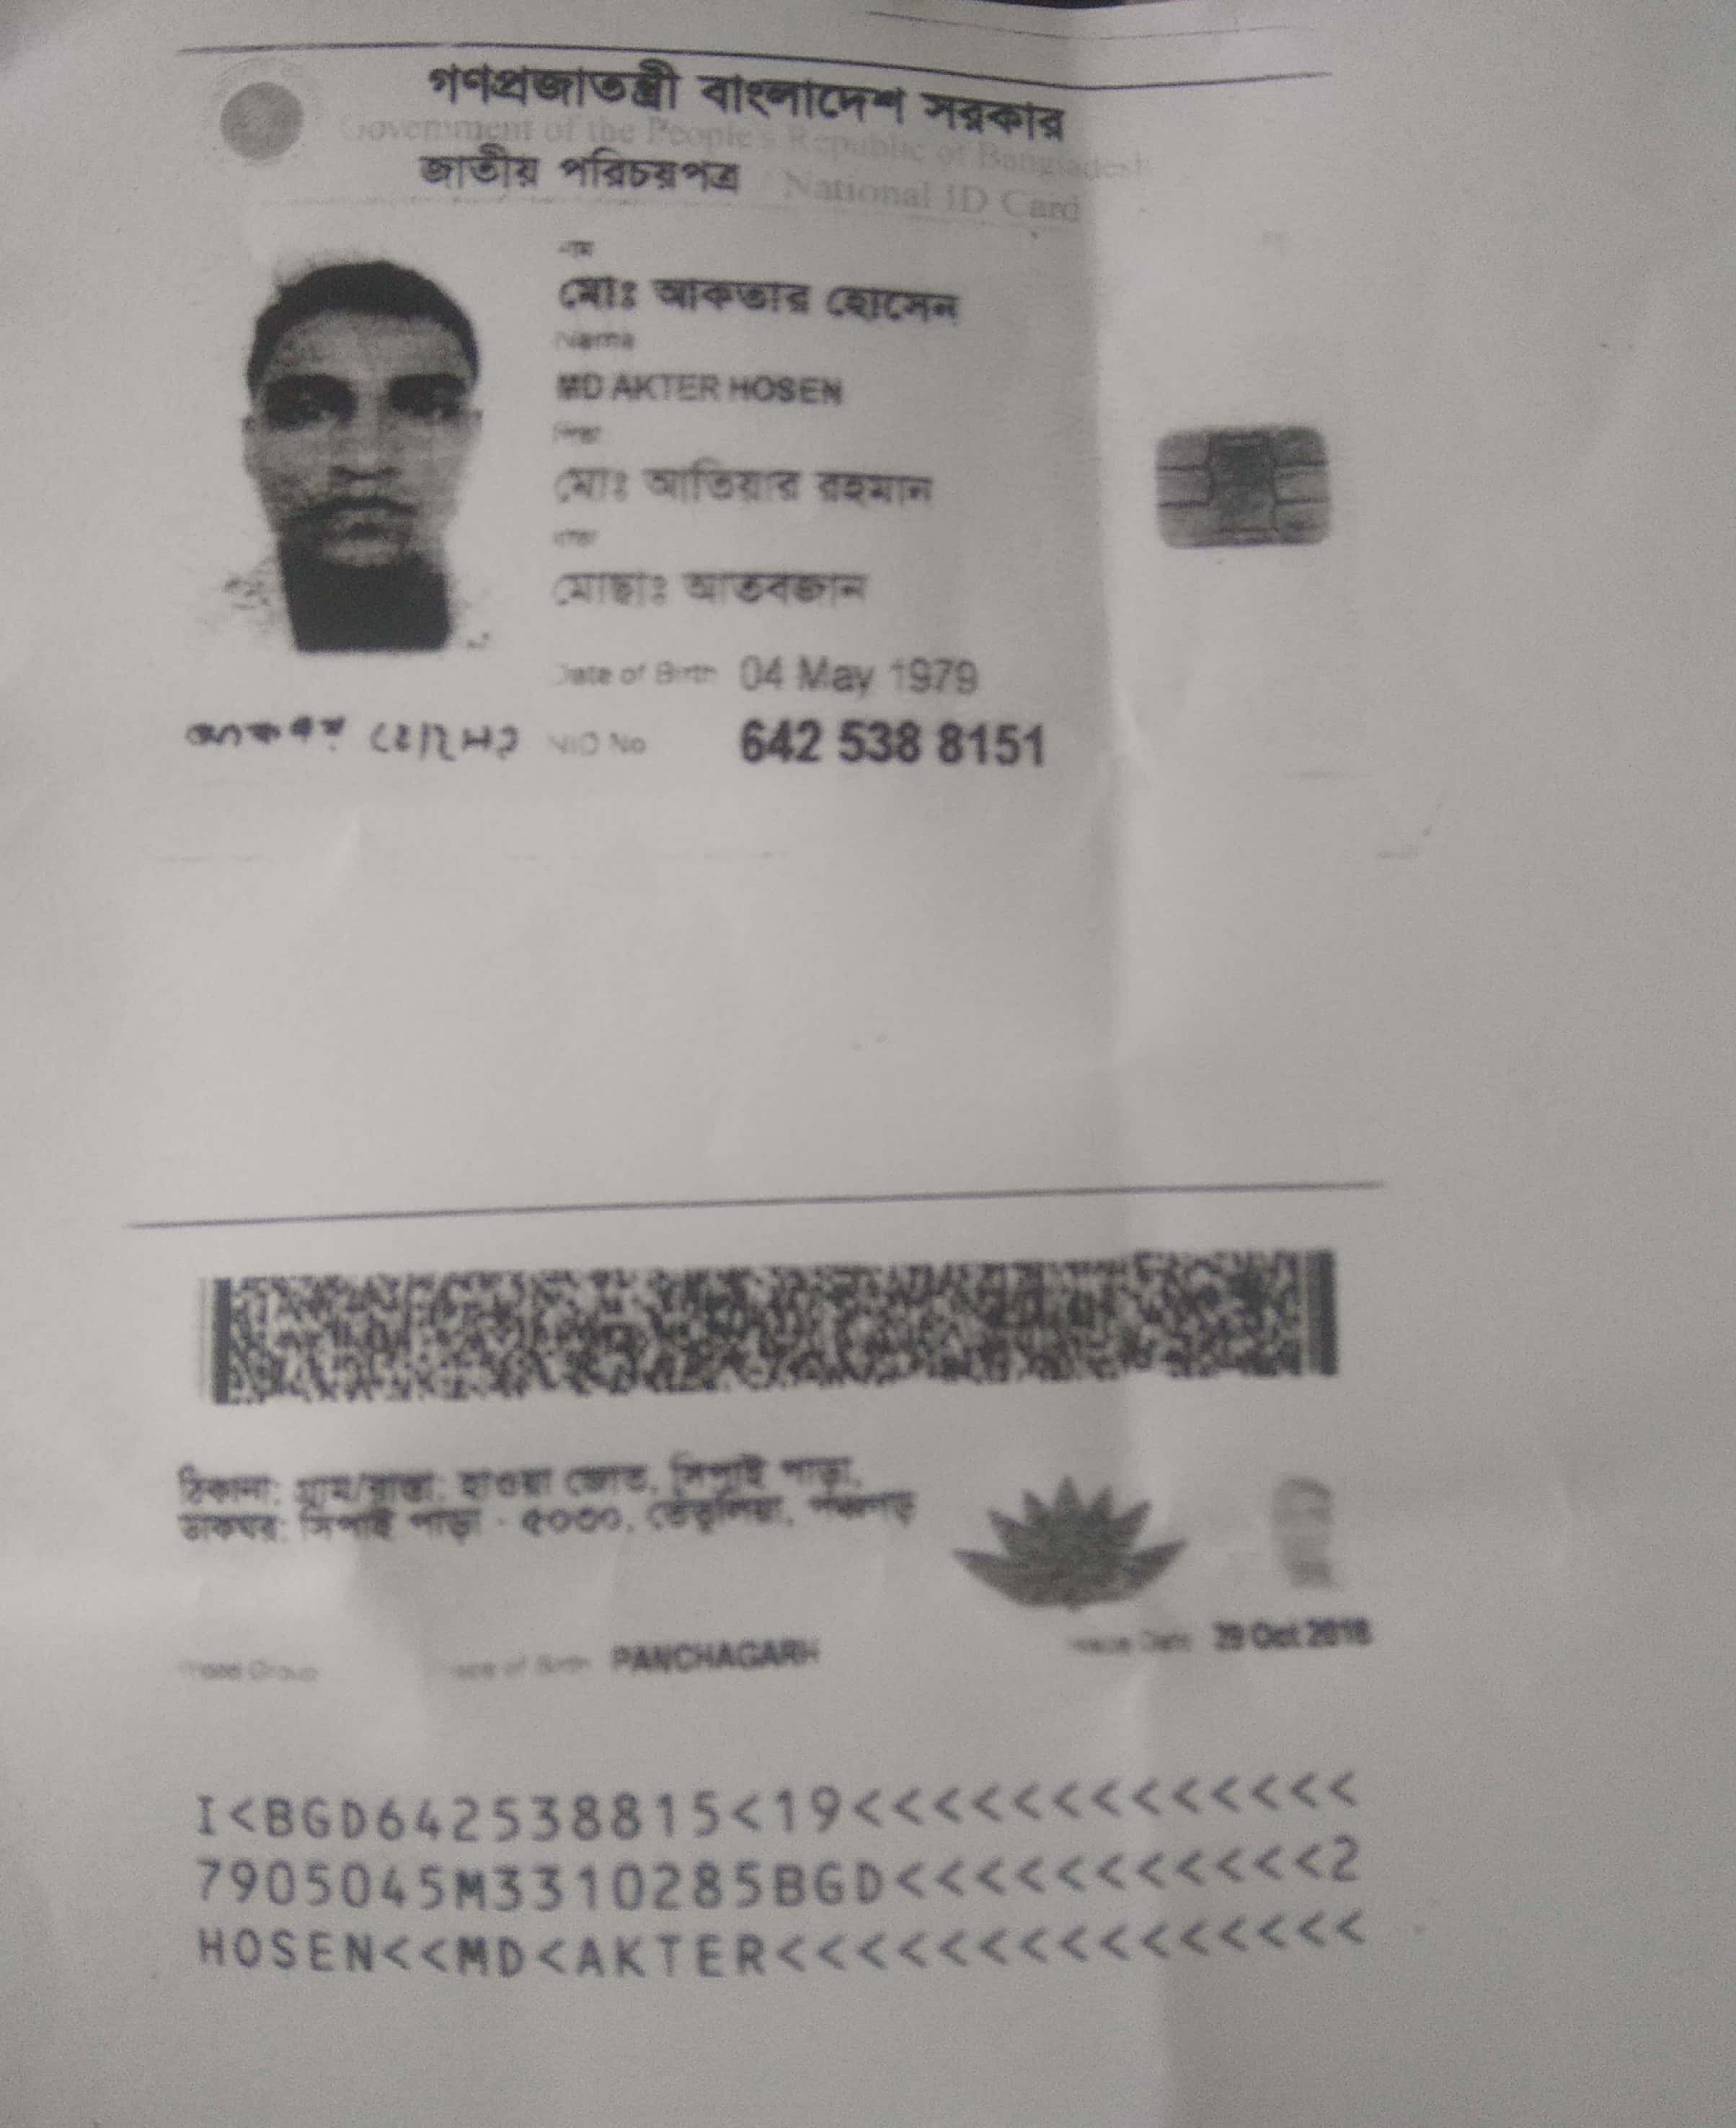 গণপ্রজাতন্ত্রী বাংলাদেশ সরকার
Government of the People's Republic of Bangladesh
জাতীয় পরিচয়পত্র / National ID Card
নাম
মোঃ আকতার হোসেন
Name
MD AKTER HOSEN
পিতা
মোঃ আতিয়ার রহমান
মাতা
মোছাঃ আতবজান
Date of Birth 04 May 1979
NID No 642 538 8151
ঠিকানা: গ্রাম/রাস্তা: হাওয়া জোত, সিপাই পাড়া,
ডাকঘর: সিপাই পাড়া - ৫০৩০, তেঁতুলিয়া, পঞ্চগড়
Blood Group Place of Birth PANCHAGARH Issue Date 29 Oct 2018
I<BGD642538815<19<<<<<<<<<<<<<
7905045M3310285BGD<<<<<<<<<<<2
HOSEN<<MD<AKTER<<<<<<<<<<<<<<<